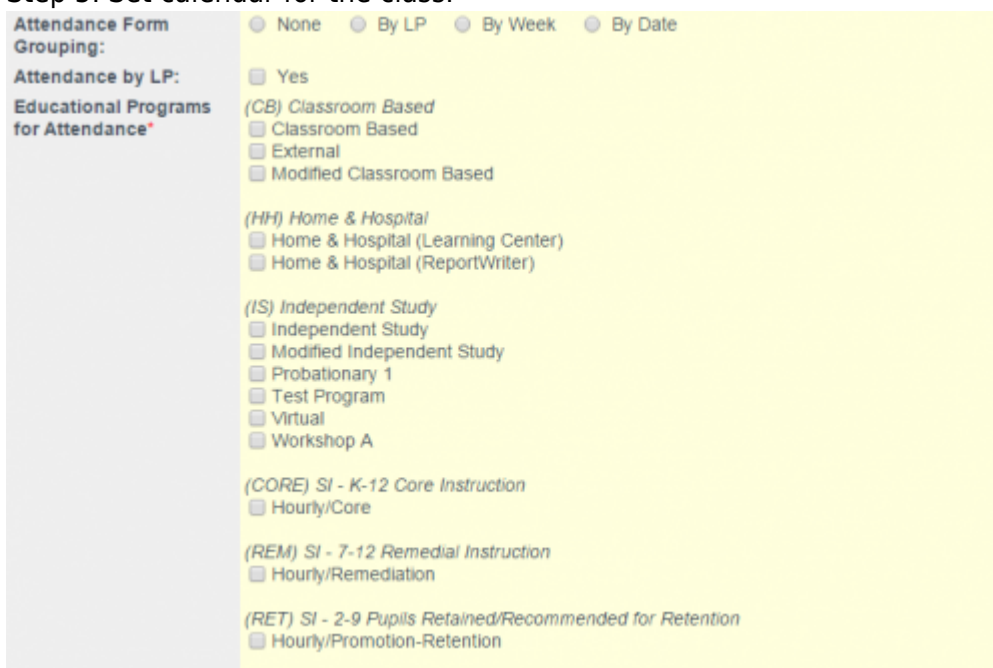 Attendance Form Grouping: None By LP By Week By Date
Attendance by LP: Yes
Educational Programs for Attendance*
(CB) Classroom Based
Classroom Based
External
Modified Classroom Based
(HH) Home & Hospital
Home & Hospital (Learning Center)
Home & Hospital (ReportWriter)
(IS) Independent Study
Independent Study
Modified Independent Study
Probationary 1
Test Program
Virtual
Workshop A
(CORE) SI - K-12 Core Instruction
Hourly/Core
(REM) SI - 7-12 Remedial Instruction
Hourly/Remediation
(RET) SI - 2-9 Pupils Retained/Recommended for Retention
Hourly/Promotion-Retention